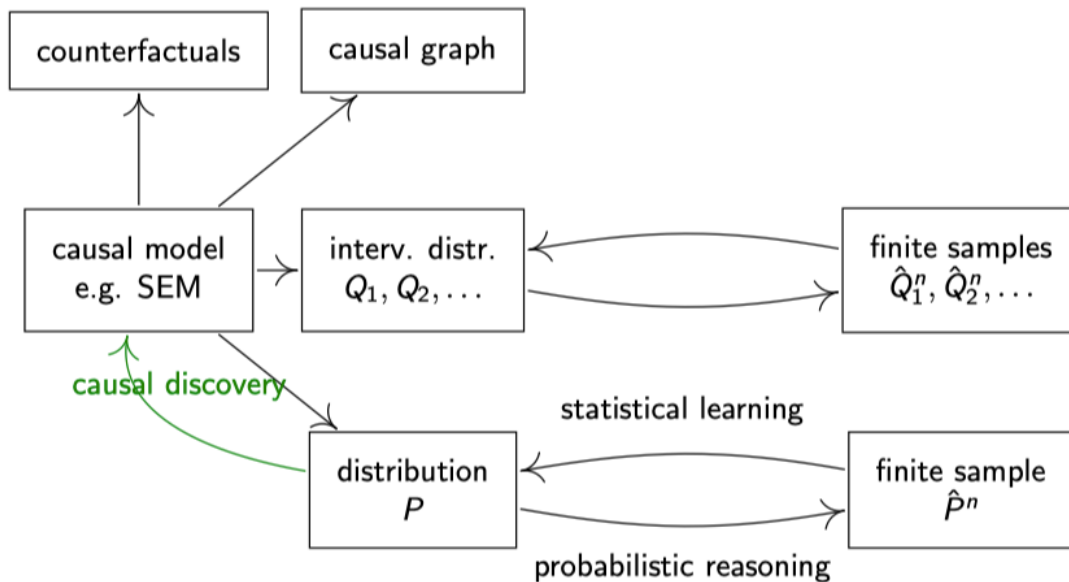 counterfactuals
causal graph
causal model
e.g. SEM
interv. distr.
Q₁, Q₂, . . .
finite samples
Q̂₁ⁿ, Q̂₂ⁿ, . . .
causal discovery
statistical learning
distribution
P
finite sample
P̂ⁿ
probabilistic reasoning